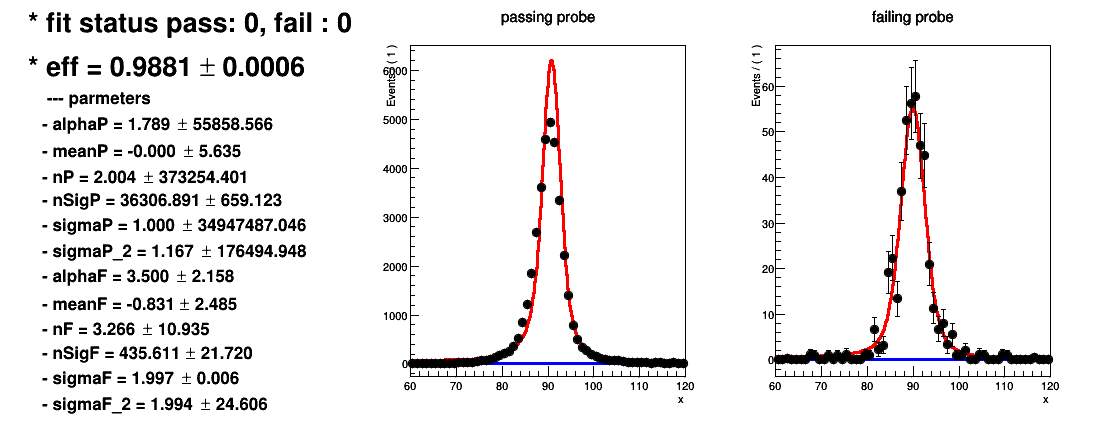 * fit status pass: 0, fail : 0
* eff = 0.9881 ± 0.0006
--- parmeters
- alphaP = 1.789 ± 55858.566
- meanP = -0.000 ± 5.635
- nP = 2.004 ± 373254.401
- nSigP = 36306.891 ± 659.123
- sigmaP = 1.000 ± 34947487.046
- sigmaP_2 = 1.167 ± 176494.948
- alphaF = 3.500 ± 2.158
- meanF = -0.831 ± 2.485
- nF = 3.266 ± 10.935
- nSigF = 435.611 ± 21.720
- sigmaF = 1.997 ± 0.006
- sigmaF_2 = 1.994 ± 24.606
passing probe
Events / ( 1 )
6000
5000
4000
3000
2000
1000
0
60 70 80 90 100 110 120
x
failing probe
Events / ( 1 )
60
50
40
30
20
10
0
60 70 80 90 100 110 120
x